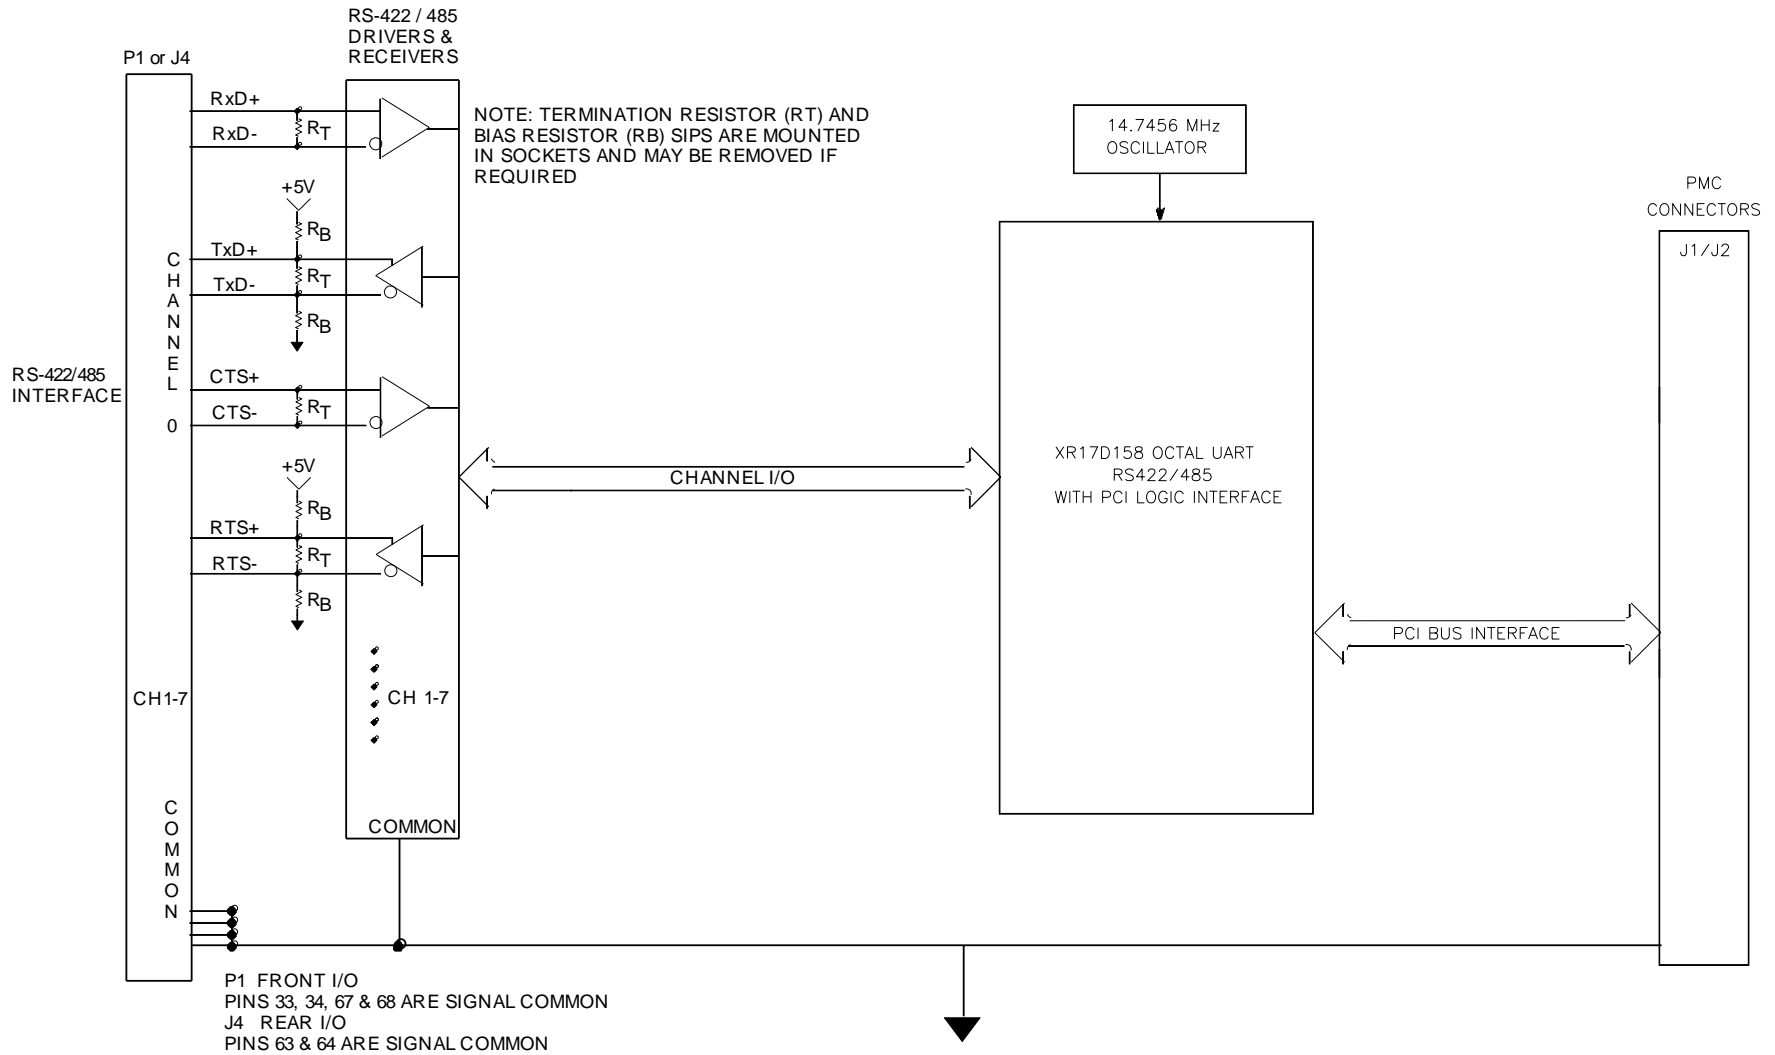 RS-422 / 485
DRIVERS &
RECEIVERS
P1 or J4
RxD+
RxD-
RT
NOTE: TERMINATION RESISTOR (RT) AND
BIAS RESISTOR (RB) SIPS ARE MOUNTED
IN SOCKETS AND MAY BE REMOVED IF
REQUIRED
14.7456 MHz
OSCILLATOR
PMC
CONNECTORS
J1/J2
+5V
RB
TxD+
RT
TxD-
RB
CHANNEL 0
RS-422/485
INTERFACE
CTS+
RT
CTS-
+5V
RB
RTS+
RT
RTS-
RB
CHANNEL I/O
XR17D158 OCTAL UART
RS422/485
WITH PCI LOGIC INTERFACE
PCI BUS INTERFACE
CH1-7
CH 1-7
COMMON
COMMON
P1 FRONT I/O
PINS 33, 34, 67 & 68 ARE SIGNAL COMMON
J4 REAR I/O
PINS 63 & 64 ARE SIGNAL COMMON